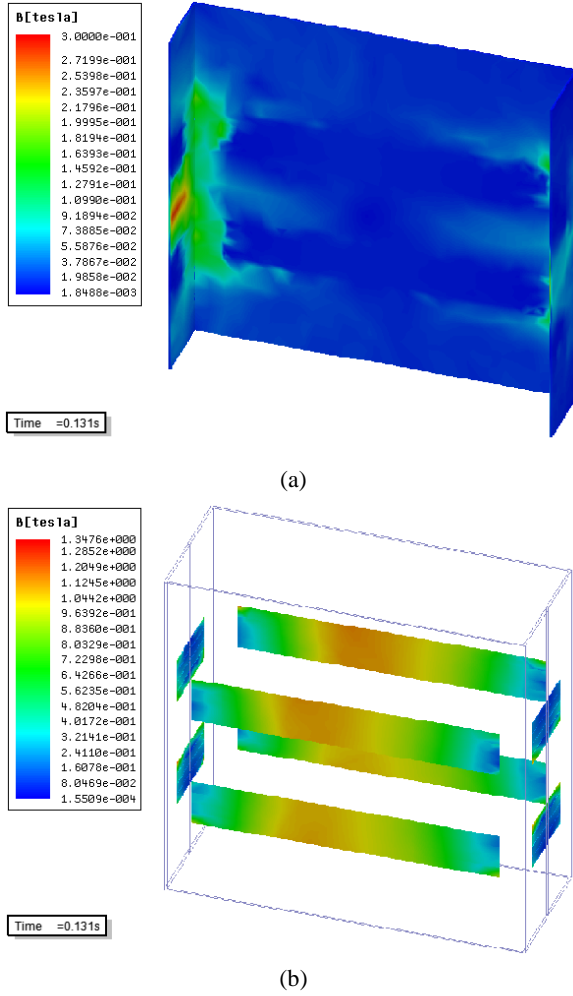 B[tesla]
3.0000e-001
2.7199e-001
2.5398e-001
2.3597e-001
2.1796e-001
1.9995e-001
1.8194e-001
1.6393e-001
1.4592e-001
1.2791e-001
1.0990e-001
9.1894e-002
7.3885e-002
5.5876e-002
3.7867e-002
1.9858e-002
1.8488e-003
Time =0.131s
(a)
B[tesla]
1.3476e+000
1.2852e+000
1.2049e+000
1.1245e+000
1.0442e+000
9.6392e-001
8.8360e-001
8.0329e-001
7.2298e-001
6.4266e-001
5.6235e-001
4.8204e-001
4.0172e-001
3.2141e-001
2.4110e-001
1.6078e-001
8.0469e-002
1.5509e-004
Time =0.131s
(b)